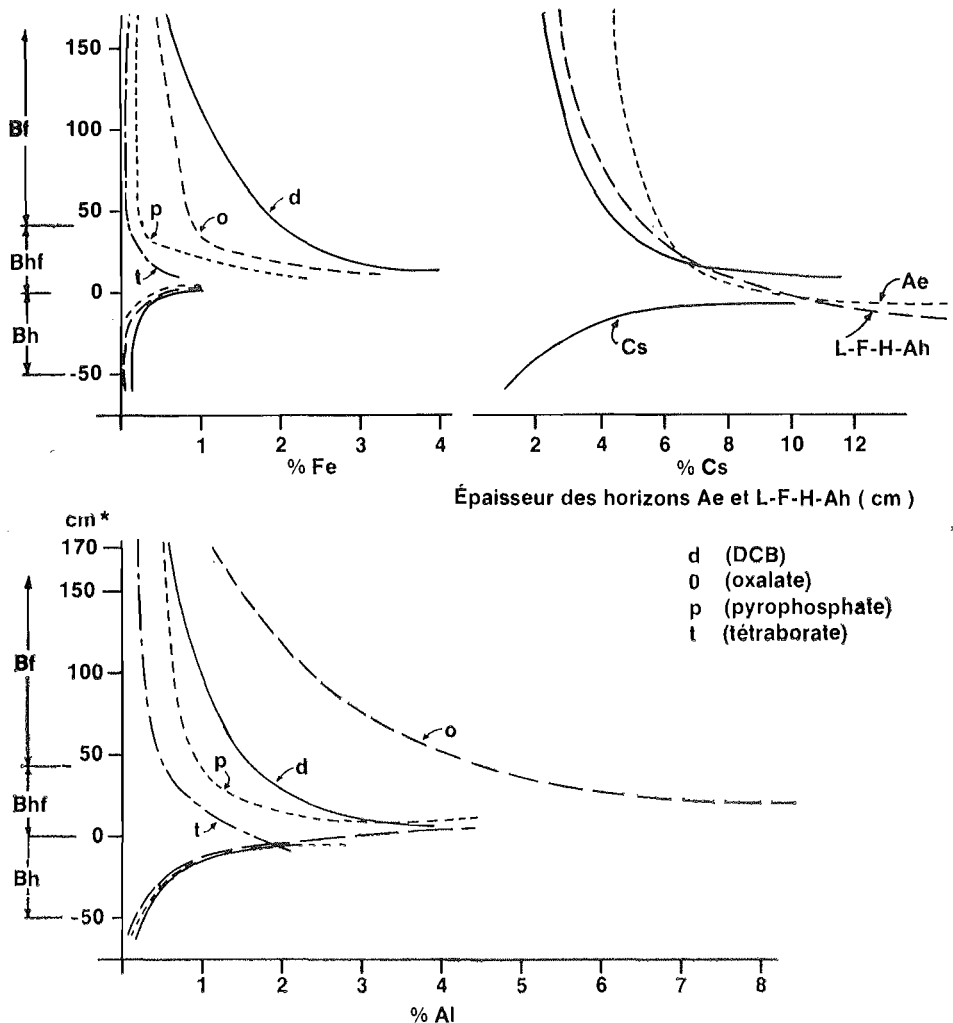 150
100
50
0
-50
Bf
Bhf
Bh
p
o
d
t
1 2 3 4
% Fe
Ae
L-F-H-Ah
Cs
2 4 6 8 10 12
% Cs
Épaisseur des horizons Ae et L-F-H-Ah ( cm )
cm *
170
150
100
50
0
-50
Bf
Bhf
Bh
d (DCB)
o (oxalate)
p (pyrophosphate)
t (tétraborate)
o
p
d
t
1 2 3 4 5 6 7 8
% Al